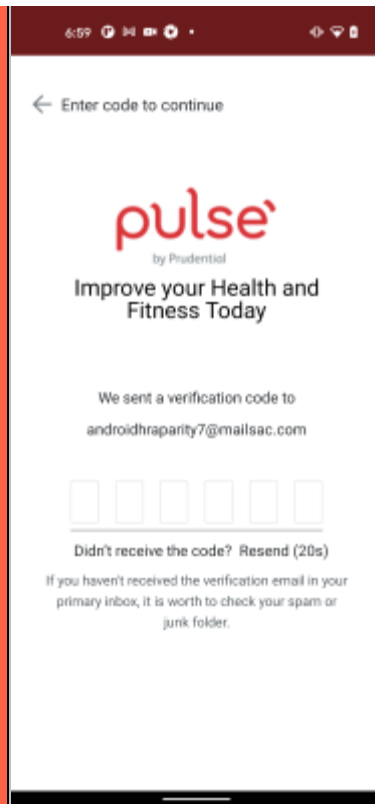 6:59
Enter code to continue
pulse
by Prudential
Improve your Health and
Fitness Today
We sent a verification code to
androidhraparity7@mailsac.com
Didn't receive the code? Resend (20s)
If you haven't received the verification email in your
primary inbox, it is worth to check your spam or
junk folder.